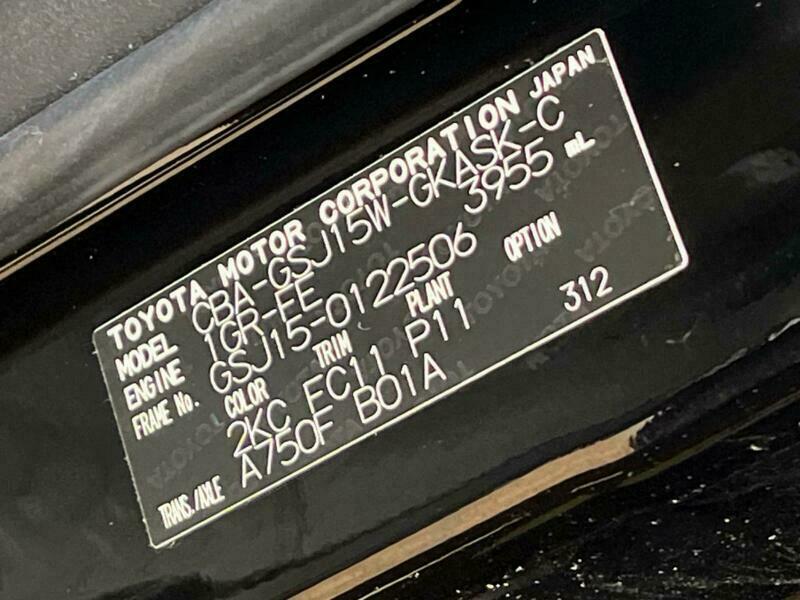 TOYOTA MOTOR CORPORATION JAPAN
MODEL CBA-GSJ15W-GKASK-C
ENGINE 1GR-FE 3955 mL
FRAME No. GSJ15-0122506
COLOR TRIM PLANT OPTION
2KC FC11 P11 312
TRANS./AXLE A750F B01A